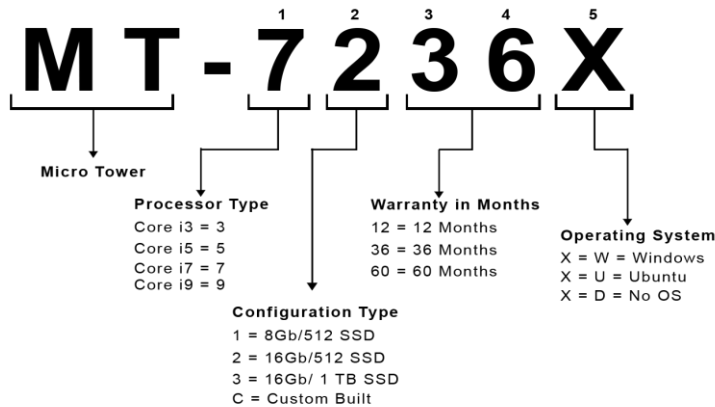 1 2 3 4 5
MT-7236X
Micro Tower
Processor Type
Core i3 = 3
Core i5 = 5
Core i7 = 7
Core i9 = 9
Configuration Type
1 = 8Gb/512 SSD
2 = 16Gb/512 SSD
3 = 16Gb/ 1 TB SSD
C = Custom Built
Warranty in Months
12 = 12 Months
36 = 36 Months
60 = 60 Months
Operating System
X = W = Windows
X = U = Ubuntu
X = D = No OS